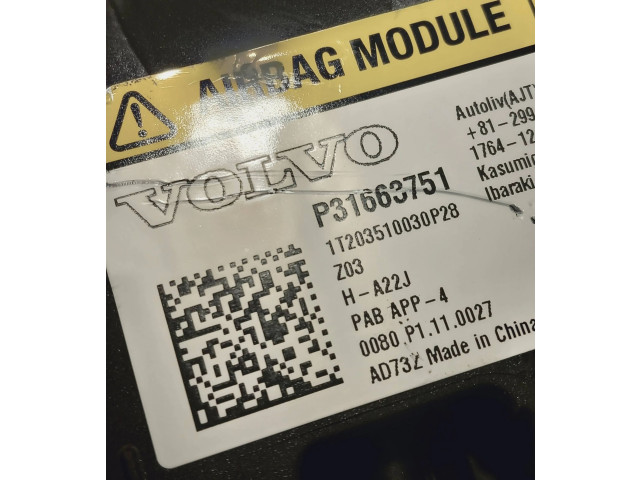 AIRBAG MODULE
VOLVO
P31663751
1T203510030P28
Z03
H-A22J
PAB APP-4
0080.P1.11.0027
AD73Z Made in China
Autoliv(AJT)
+81-299
1764-12
Kasumi
Ibaraki